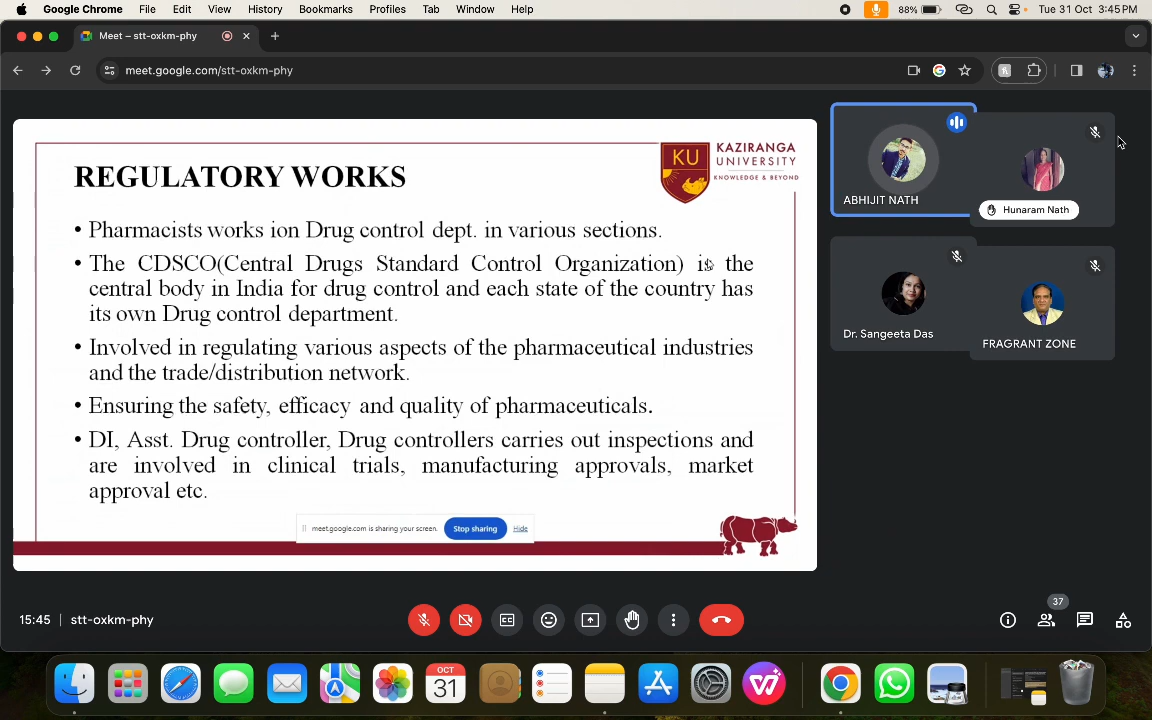 Google Chrome File Edit View History Bookmarks Profiles Tab Window Help 88% Tue 31 Oct 3:45 PM
Meet – stt-oxkm-phy
meet.google.com/stt-oxkm-phy
REGULATORY WORKS
KU
KAZIRANGA
UNIVERSITY
KNOWLEDGE & BEYOND
• Pharmacists works ion Drug control dept. in various sections.
• The CDSCO(Central Drugs Standard Control Organization) is the
central body in India for drug control and each state of the country has
its own Drug control department.
• Involved in regulating various aspects of the pharmaceutical industries
and the trade/distribution network.
• Ensuring the safety, efficacy and quality of pharmaceuticals.
• DI, Asst. Drug controller, Drug controllers carries out inspections and
are involved in clinical trials, manufacturing approvals, market
approval etc.
meet.google.com is sharing your screen. Stop sharing Hide
ABHIJIT NATH
Hunaram Nath
Dr. Sangeeta Das
FRAGRANT ZONE
15:45 | stt-oxkm-phy
CC
37
OCT
31